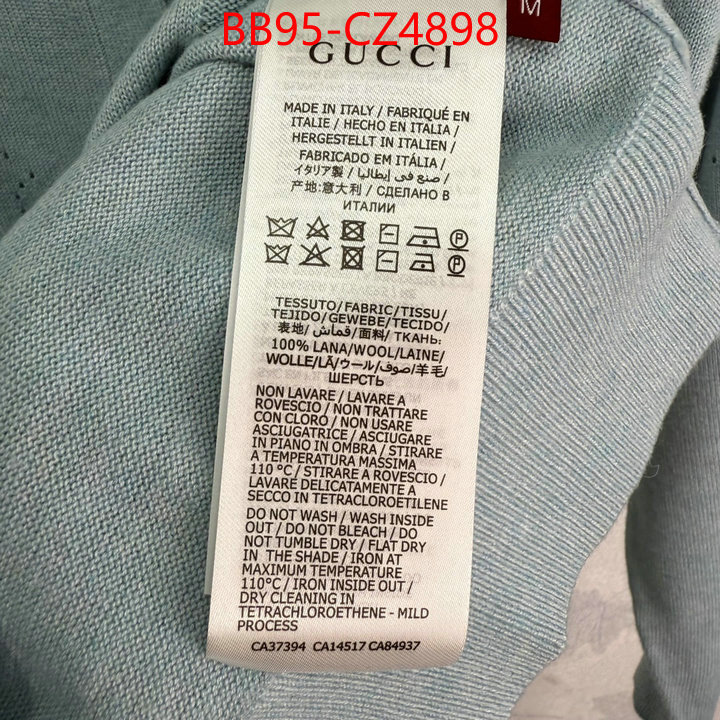 BB95-CZ4898
M
GUCCI
MADE IN ITALY / FABRIQUÉ EN
ITALIE / HECHO EN ITALIA /
HERGESTELLT IN ITALIEN /
FABRICADO EM ITÁLIA /
イタリア製 / صنع في إيطاليا /
产地:意大利 / СДЕЛАНО В
ИТАЛИИ
TESSUTO/FABRIC/TISSU/
TEJIDO/GEWEBE/TECIDO/
表地/قماش/面料/ ТКАНЬ:
100% LANA/WOOL/LAINE/
WOLLE/LÃ/ウール/صوف/羊毛/
ШЕРСТЬ
NON LAVARE / LAVARE A
ROVESCIO / NON TRATTARE
CON CLORO / NON USARE
ASCIUGATRICE / ASCIUGARE
IN PIANO IN OMBRA / STIRARE
A TEMPERATURA MASSIMA
110 °C / STIRARE A ROVESCIO /
LAVARE DELICATAMENTE A
SECCO IN TETRACLOROETILENE
DO NOT WASH / WASH INSIDE
OUT / DO NOT BLEACH / DO
NOT TUMBLE DRY / FLAT DRY
IN THE SHADE / IRON AT
MAXIMUM TEMPERATURE
110°C / IRON INSIDE OUT /
DRY CLEANING IN
TETRACHLOROETHENE - MILD
PROCESS
CA37394 CA14517 CA84937